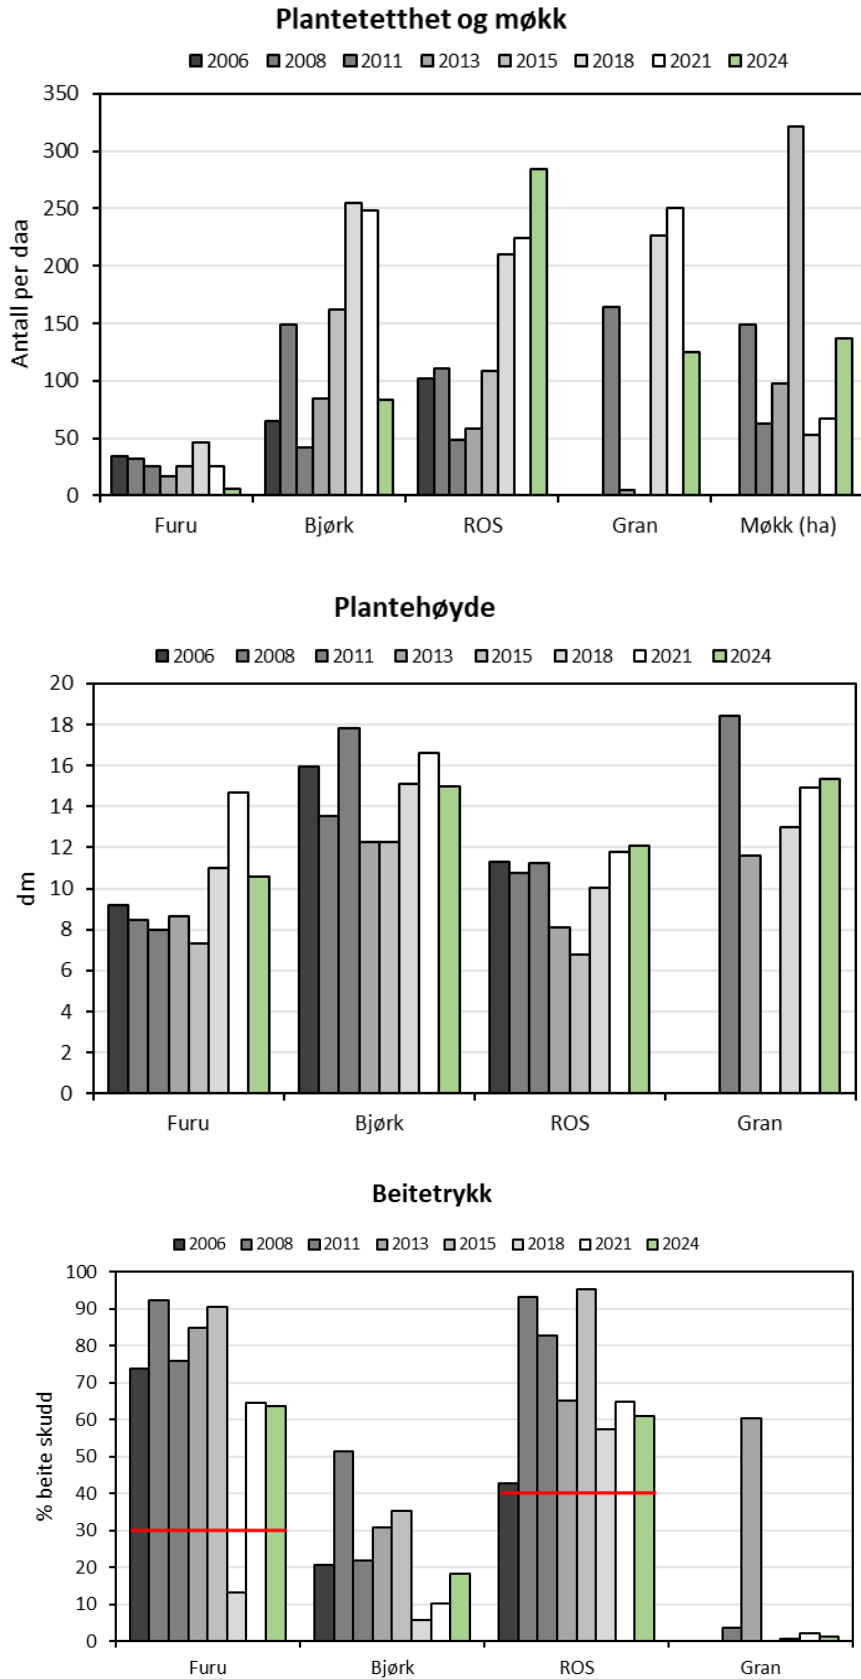 Plantetetthet og møkk
2006 2008 2011 2013 2015 2018 2021 2024
350
300
250
200
150
100
50
0
Antall per daa
Furu Bjørk ROS Gran Møkk (ha)
Plantehøyde
2006 2008 2011 2013 2015 2018 2021 2024
20
18
16
14
12
10
8
6
4
2
0
dm
Furu Bjørk ROS Gran
Beitetrykk
2006 2008 2011 2013 2015 2018 2021 2024
100
90
80
70
60
50
40
30
20
10
0
% beite skudd
Furu Bjørk ROS Gran